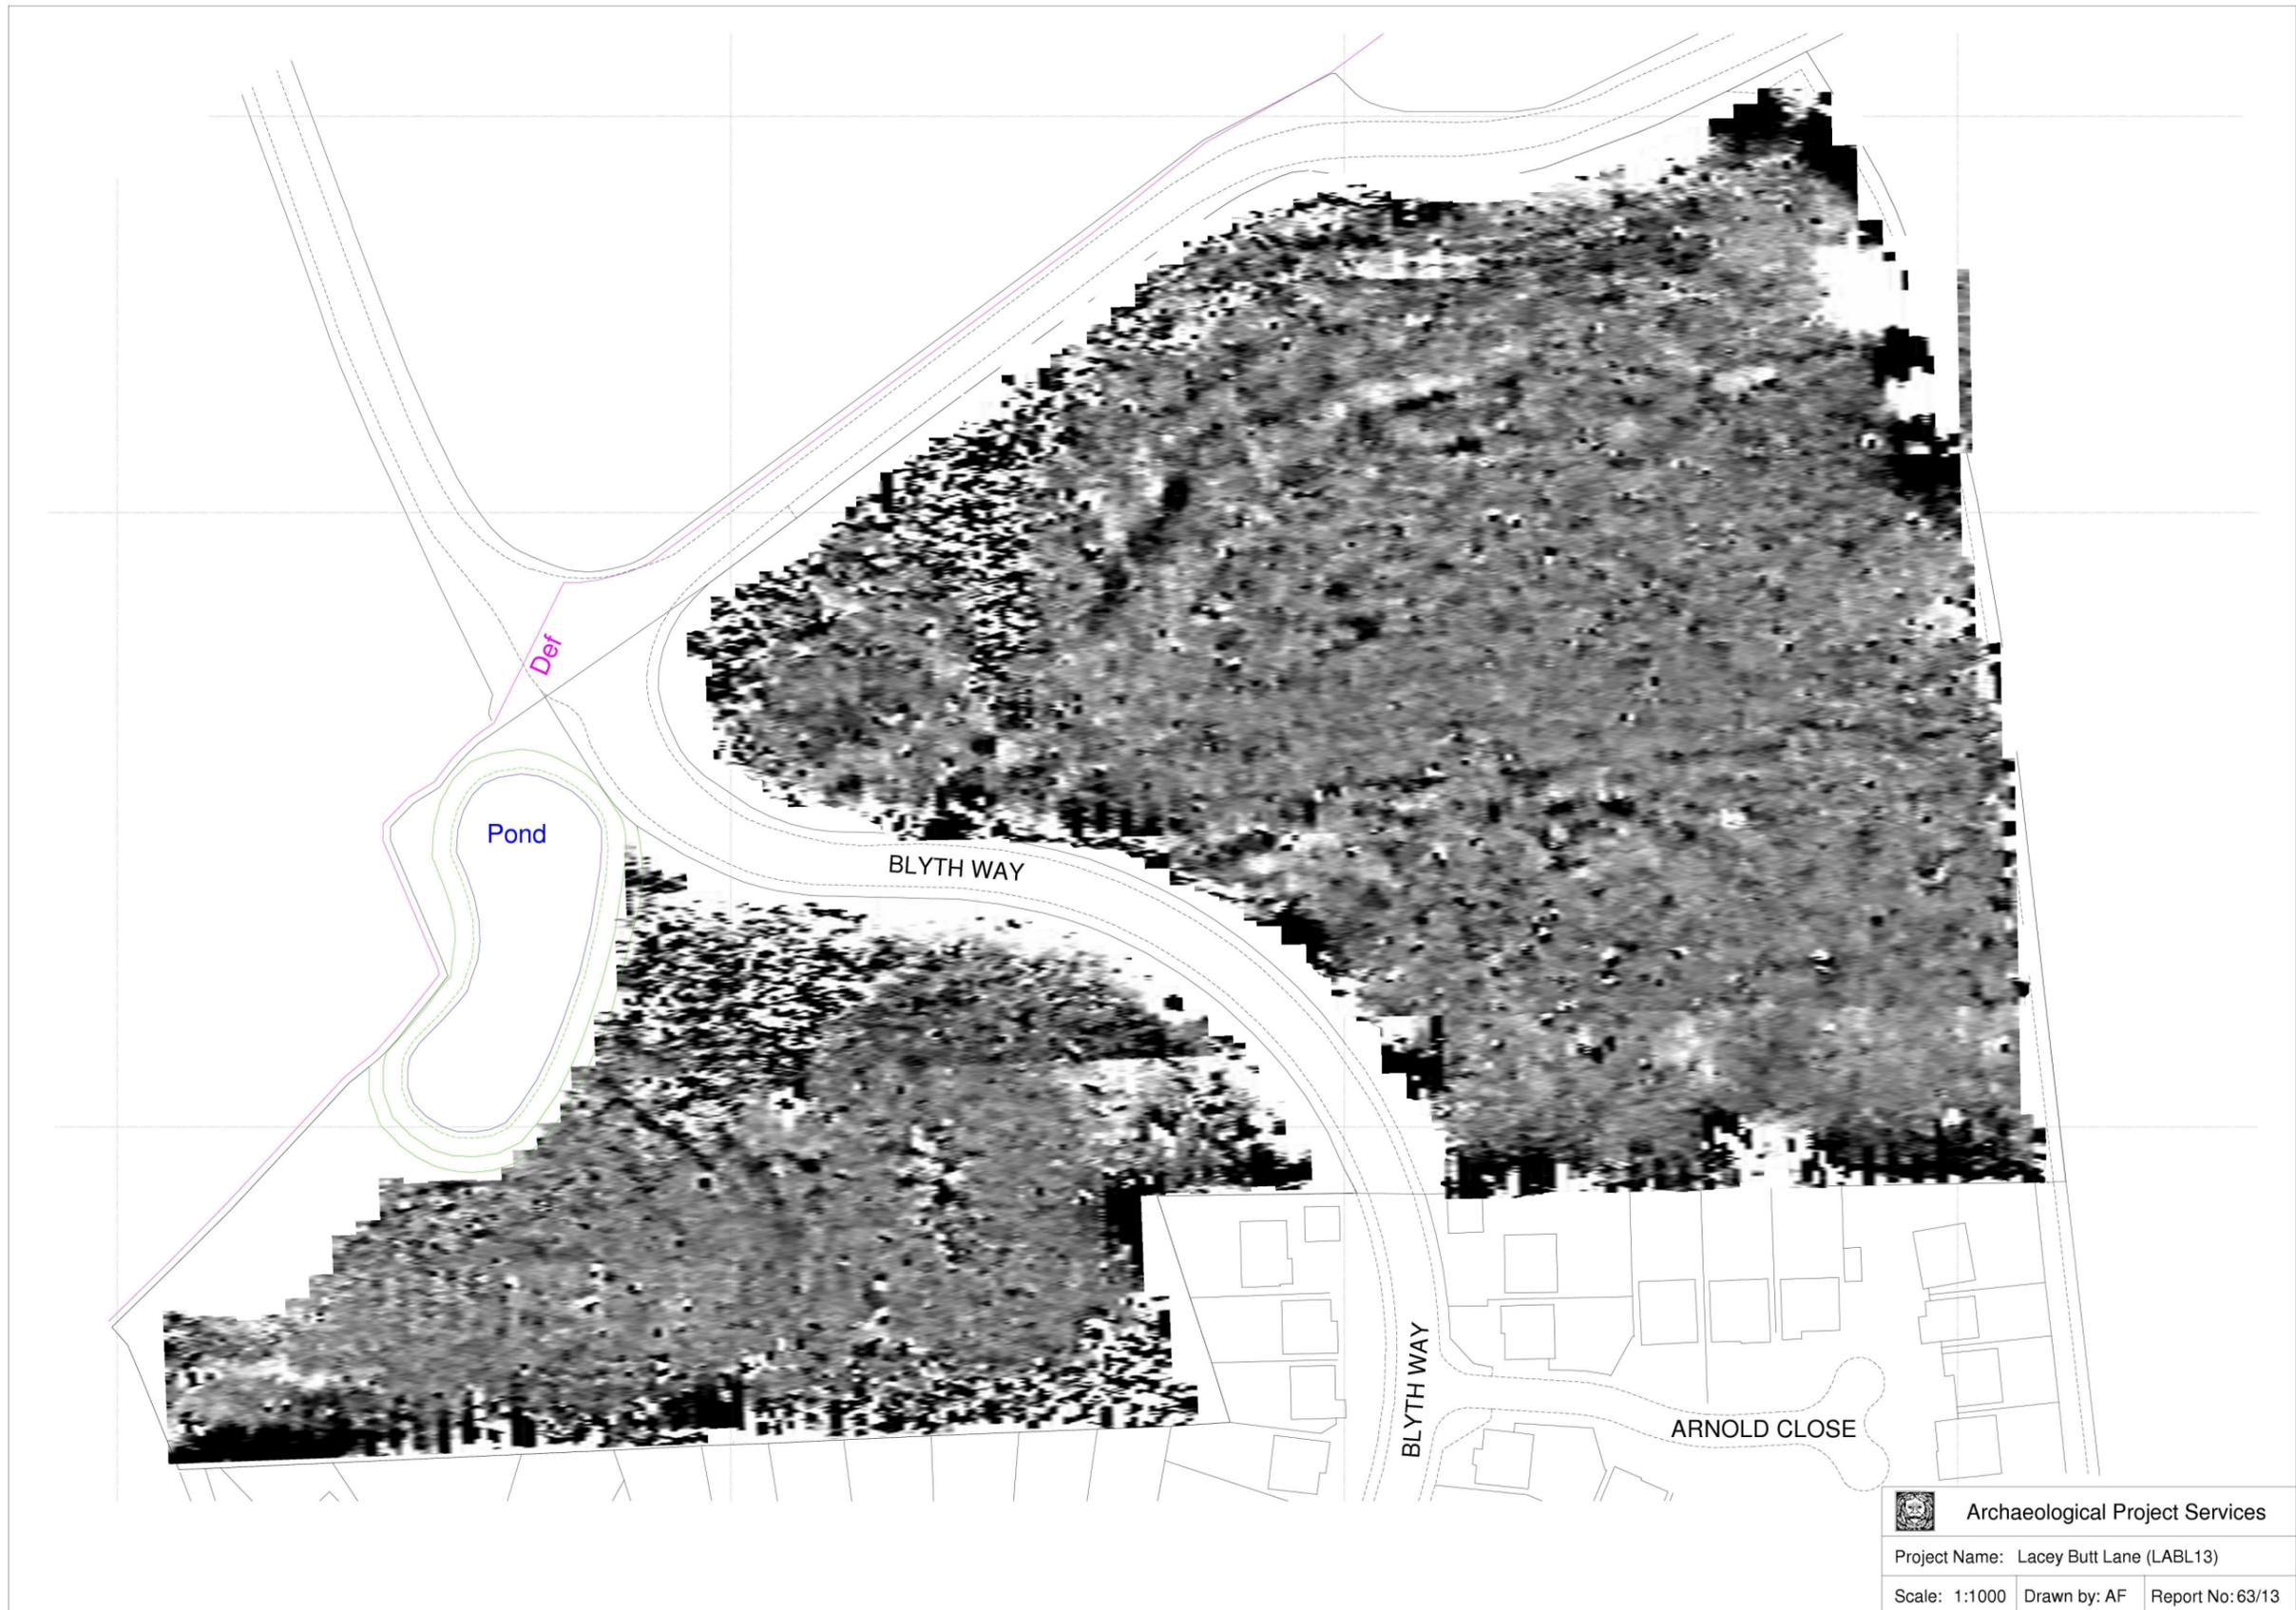 Def
Pond
BLYTH WAY
BLYTH WAY
ARNOLD CLOSE
Archaeological Project Services
Project Name: Lacey Butt Lane (LABL13)
Scale: 1:1000 Drawn by: AF Report No: 63/13